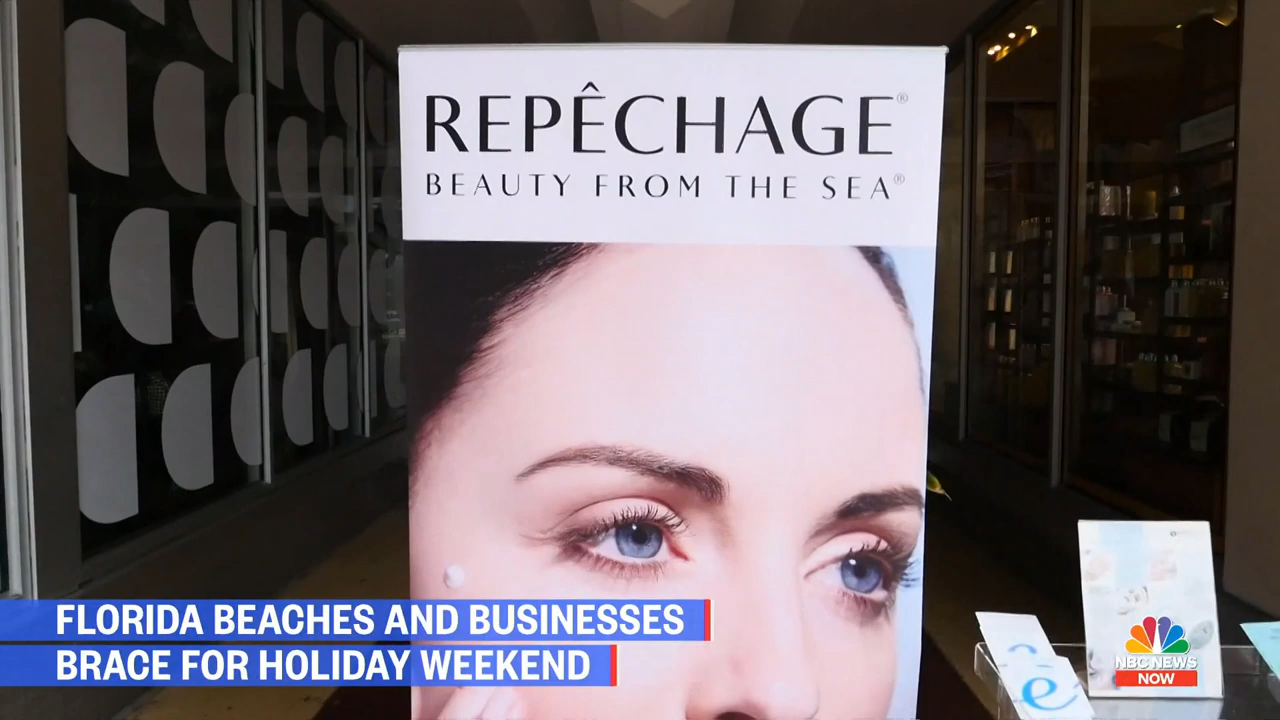 REPÊCHAGE®
BEAUTY FROM THE SEA®
FLORIDA BEACHES AND BUSINESSES
BRACE FOR HOLIDAY WEEKEND
NBC NEWS
NOW